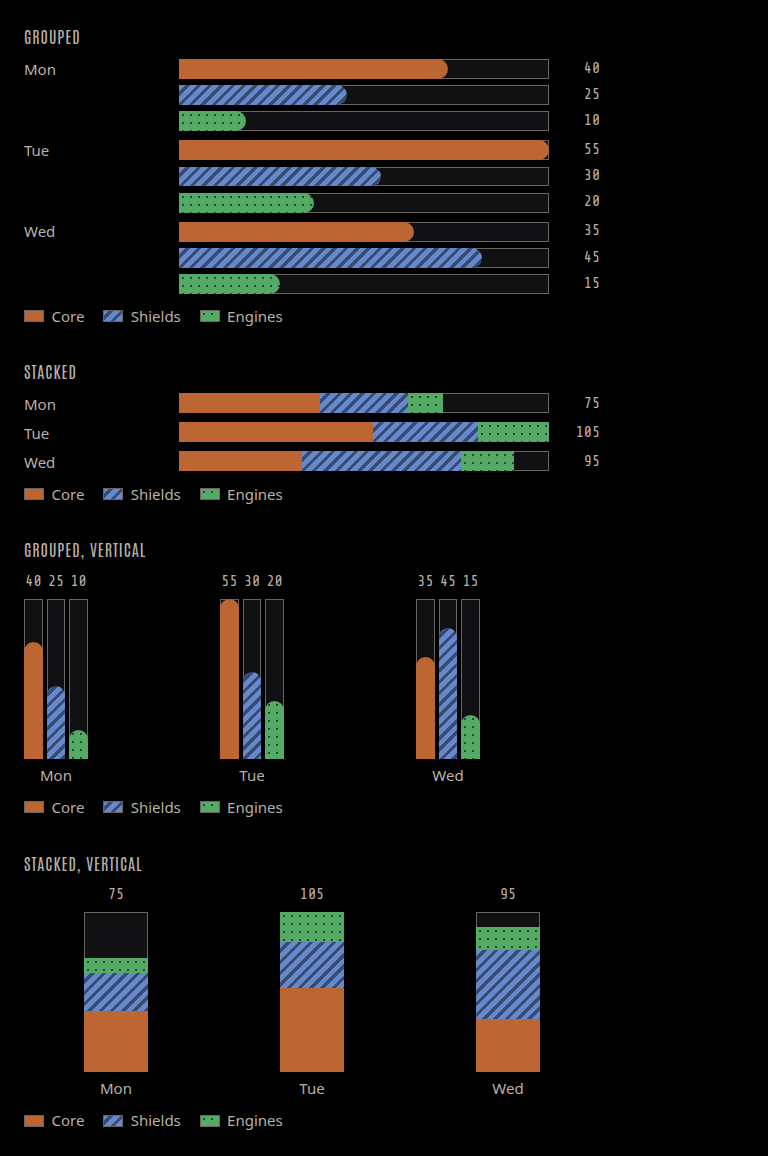 GROUPED
Mon 40
25
10
Tue 55
30
20
Wed 35
45
15
Core Shields Engines
STACKED
Mon 75
Tue 105
Wed 95
Core Shields Engines
GROUPED, VERTICAL
40 25 10 55 30 20 35 45 15
Mon Tue Wed
Core Shields Engines
STACKED, VERTICAL
75 105 95
Mon Tue Wed
Core Shields Engines